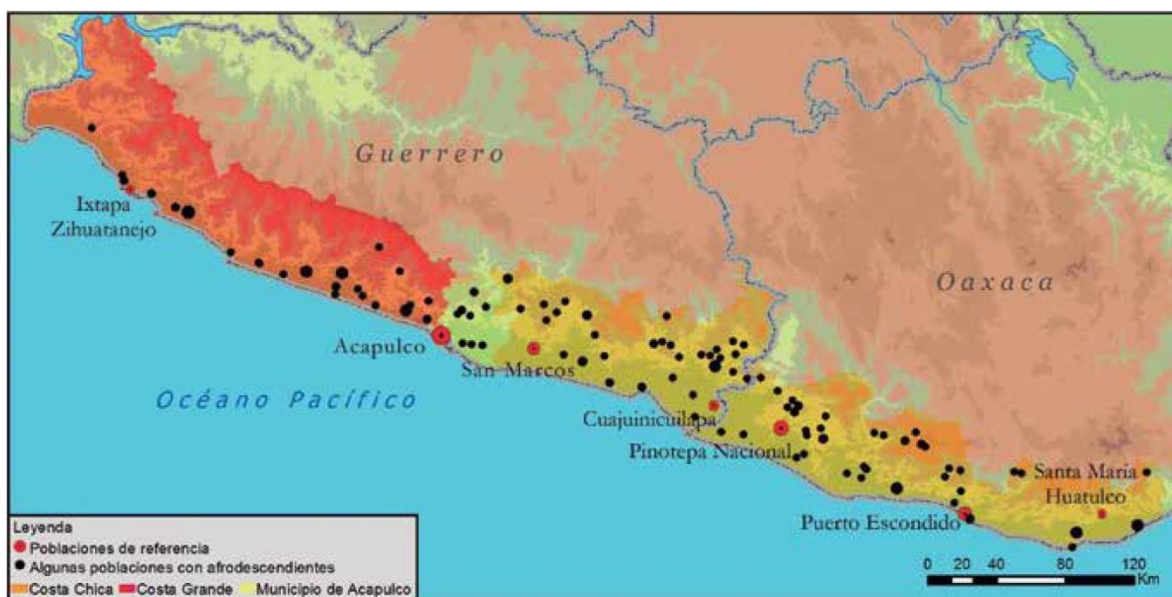 Guerrero
Oaxaca
Ixtapa
Zihuatanejo
Acapulco
San Marcos
Océano Pacífico
Cuajuinicuilapa
Pinotepa Nacional
Santa María
Huatulco
Puerto Escondido
Leyenda
Poblaciones de referencia
Algunas poblaciones con afrodescendientes
Costa Chica Costa Grande Municipio de Acapulco
0 20 40 60 80 120
Km